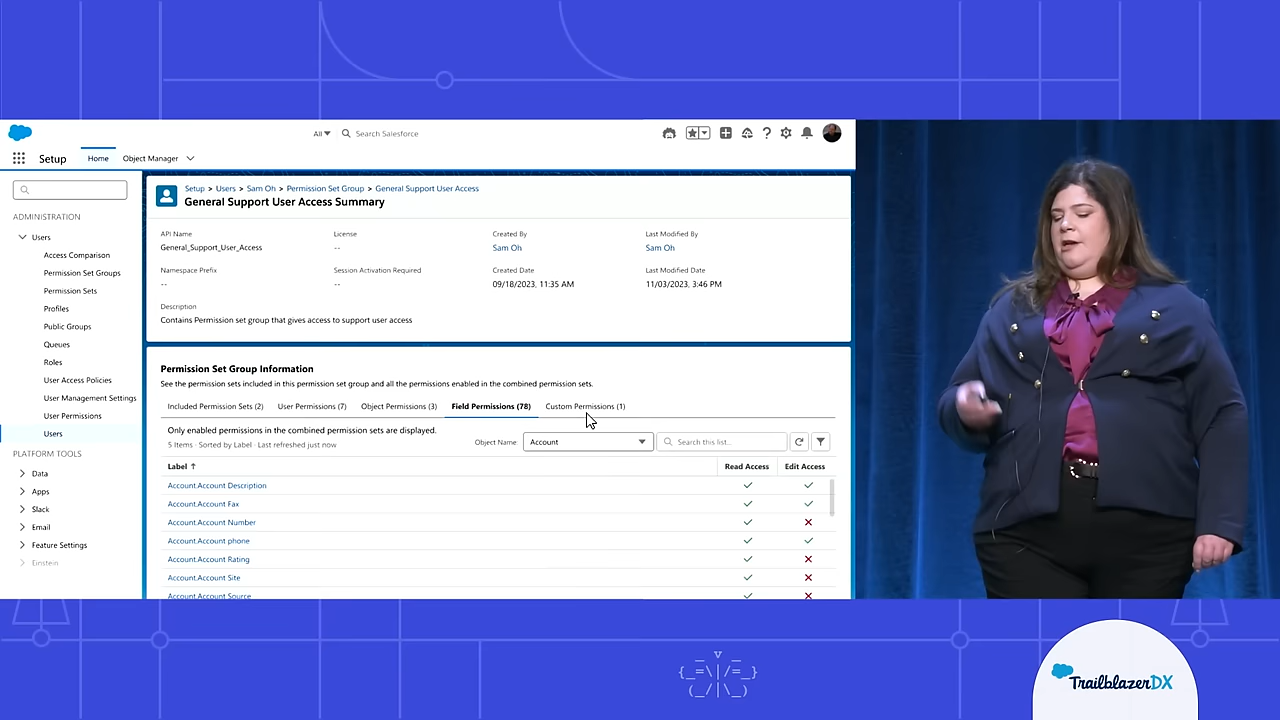 All
Search Salesforce
Setup
Home
Object Manager
ADMINISTRATION
Users
Access Comparison
Permission Set Groups
Permission Sets
Profiles
Public Groups
Queues
Roles
User Access Policies
User Management Settings
User Permissions
Users
PLATFORM TOOLS
Data
Apps
Slack
Email
Feature Settings
Einstein
Setup > Users > Sam Oh > Permission Set Group > General Support User Access
General Support User Access Summary
API Name License Created By Last Modified By
General_Support_User_Access -- Sam Oh Sam Oh
Namespace Prefix Session Activation Required Created Date Last Modified Date
-- -- 09/18/2023, 11:35 AM 11/03/2023, 3:46 PM
Description
Contains Permission set group that gives access to support user access
Permission Set Group Information
See the permission sets included in this permission set group and all the permissions enabled in the combined permission sets.
Included Permission Sets (2) User Permissions (7) Object Permissions (3) Field Permissions (78) Custom Permissions (1)
Only enabled permissions in the combined permission sets are displayed.
5 Items · Sorted by Label · Last refreshed just now
Object Name: Account Search this list...
Label ↑ Read Access Edit Access
Account.Account Description
Account.Account Fax
Account.Account Number
Account.Account phone
Account.Account Rating
Account.Account Site
Account.Account Source
TrailblazerDX